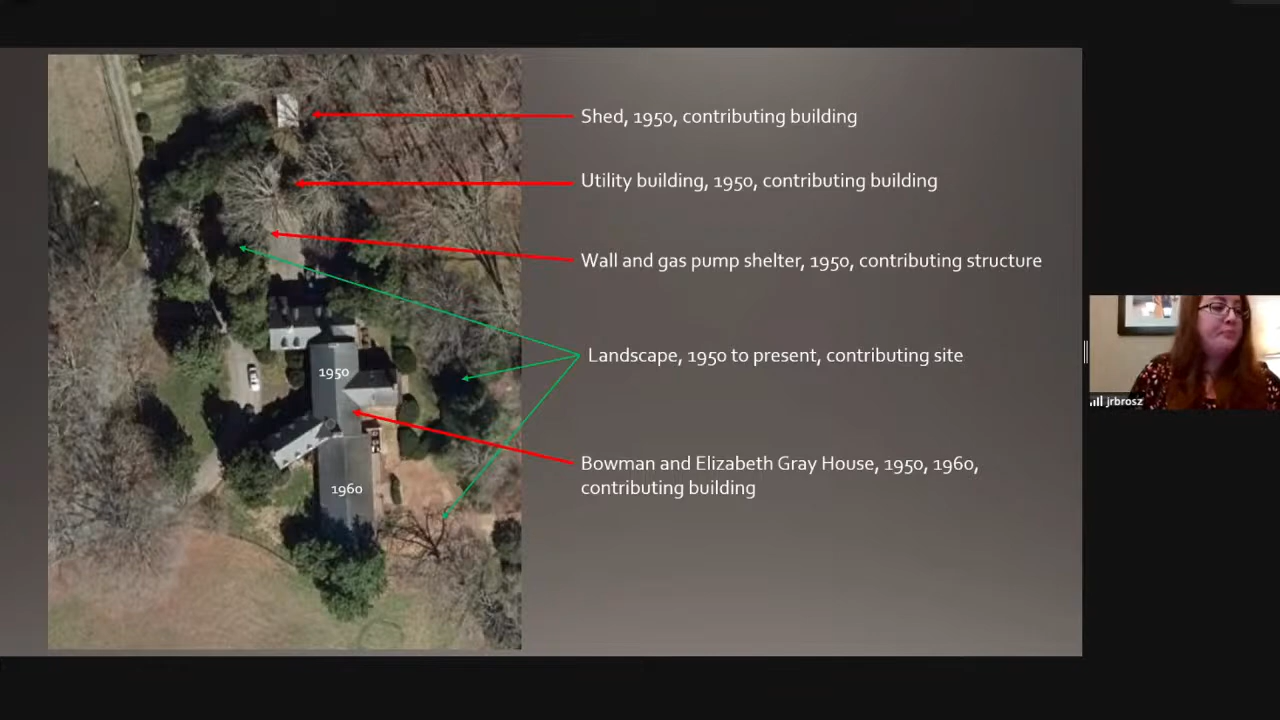 Shed, 1950, contributing building
Utility building, 1950, contributing building
Wall and gas pump shelter, 1950, contributing structure
Landscape, 1950 to present, contributing site
1950
Bowman and Elizabeth Gray House, 1950, 1960,
contributing building
1960
jrbrosz